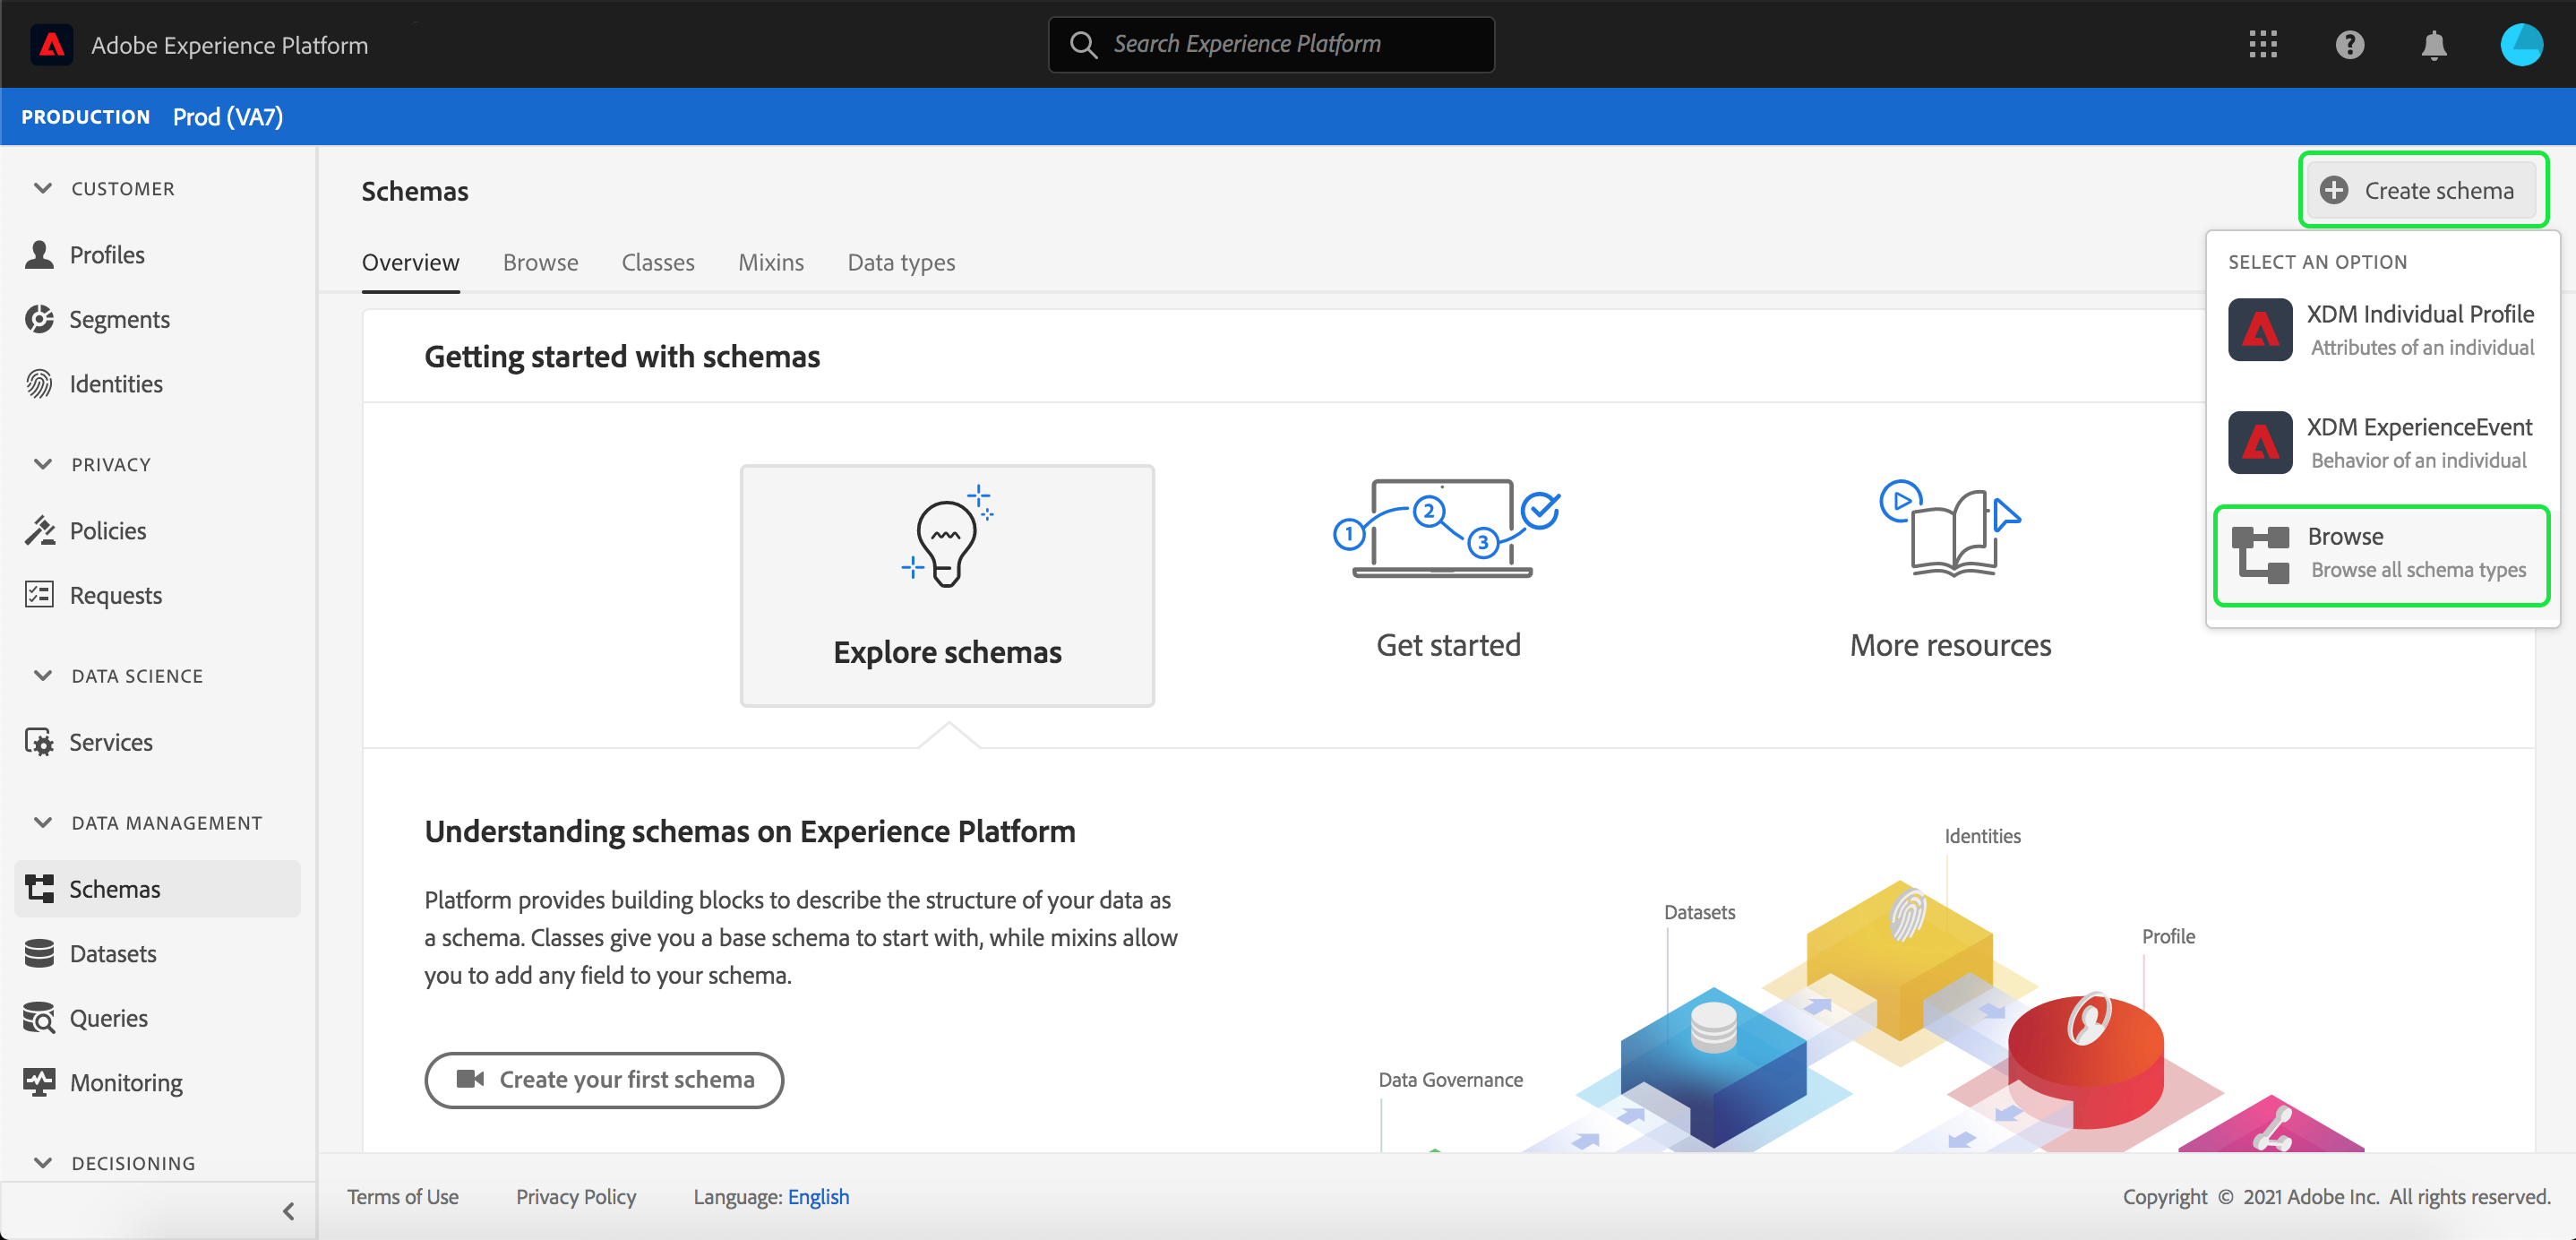 Adobe Experience Platform
Search Experience Platform
PRODUCTION Prod (VA7)
CUSTOMER
Profiles
Segments
Identities
PRIVACY
Policies
Requests
DATA SCIENCE
Services
DATA MANAGEMENT
Schemas
Datasets
Queries
Monitoring
DECISIONING
Schemas
Create schema
Overview Browse Classes Mixins Data types
SELECT AN OPTION
XDM Individual Profile
Attributes of an individual
XDM ExperienceEvent
Behavior of an individual
Browse
Browse all schema types
Getting started with schemas
1 2 3
Explore schemas
Get started
More resources
Understanding schemas on Experience Platform
Platform provides building blocks to describe the structure of your data as
a schema. Classes give you a base schema to start with, while mixins allow
you to add any field to your schema.
Create your first schema
Identities
Datasets
Profile
Data Governance
Terms of Use Privacy Policy Language: English
Copyright © 2021 Adobe Inc. All rights reserved.